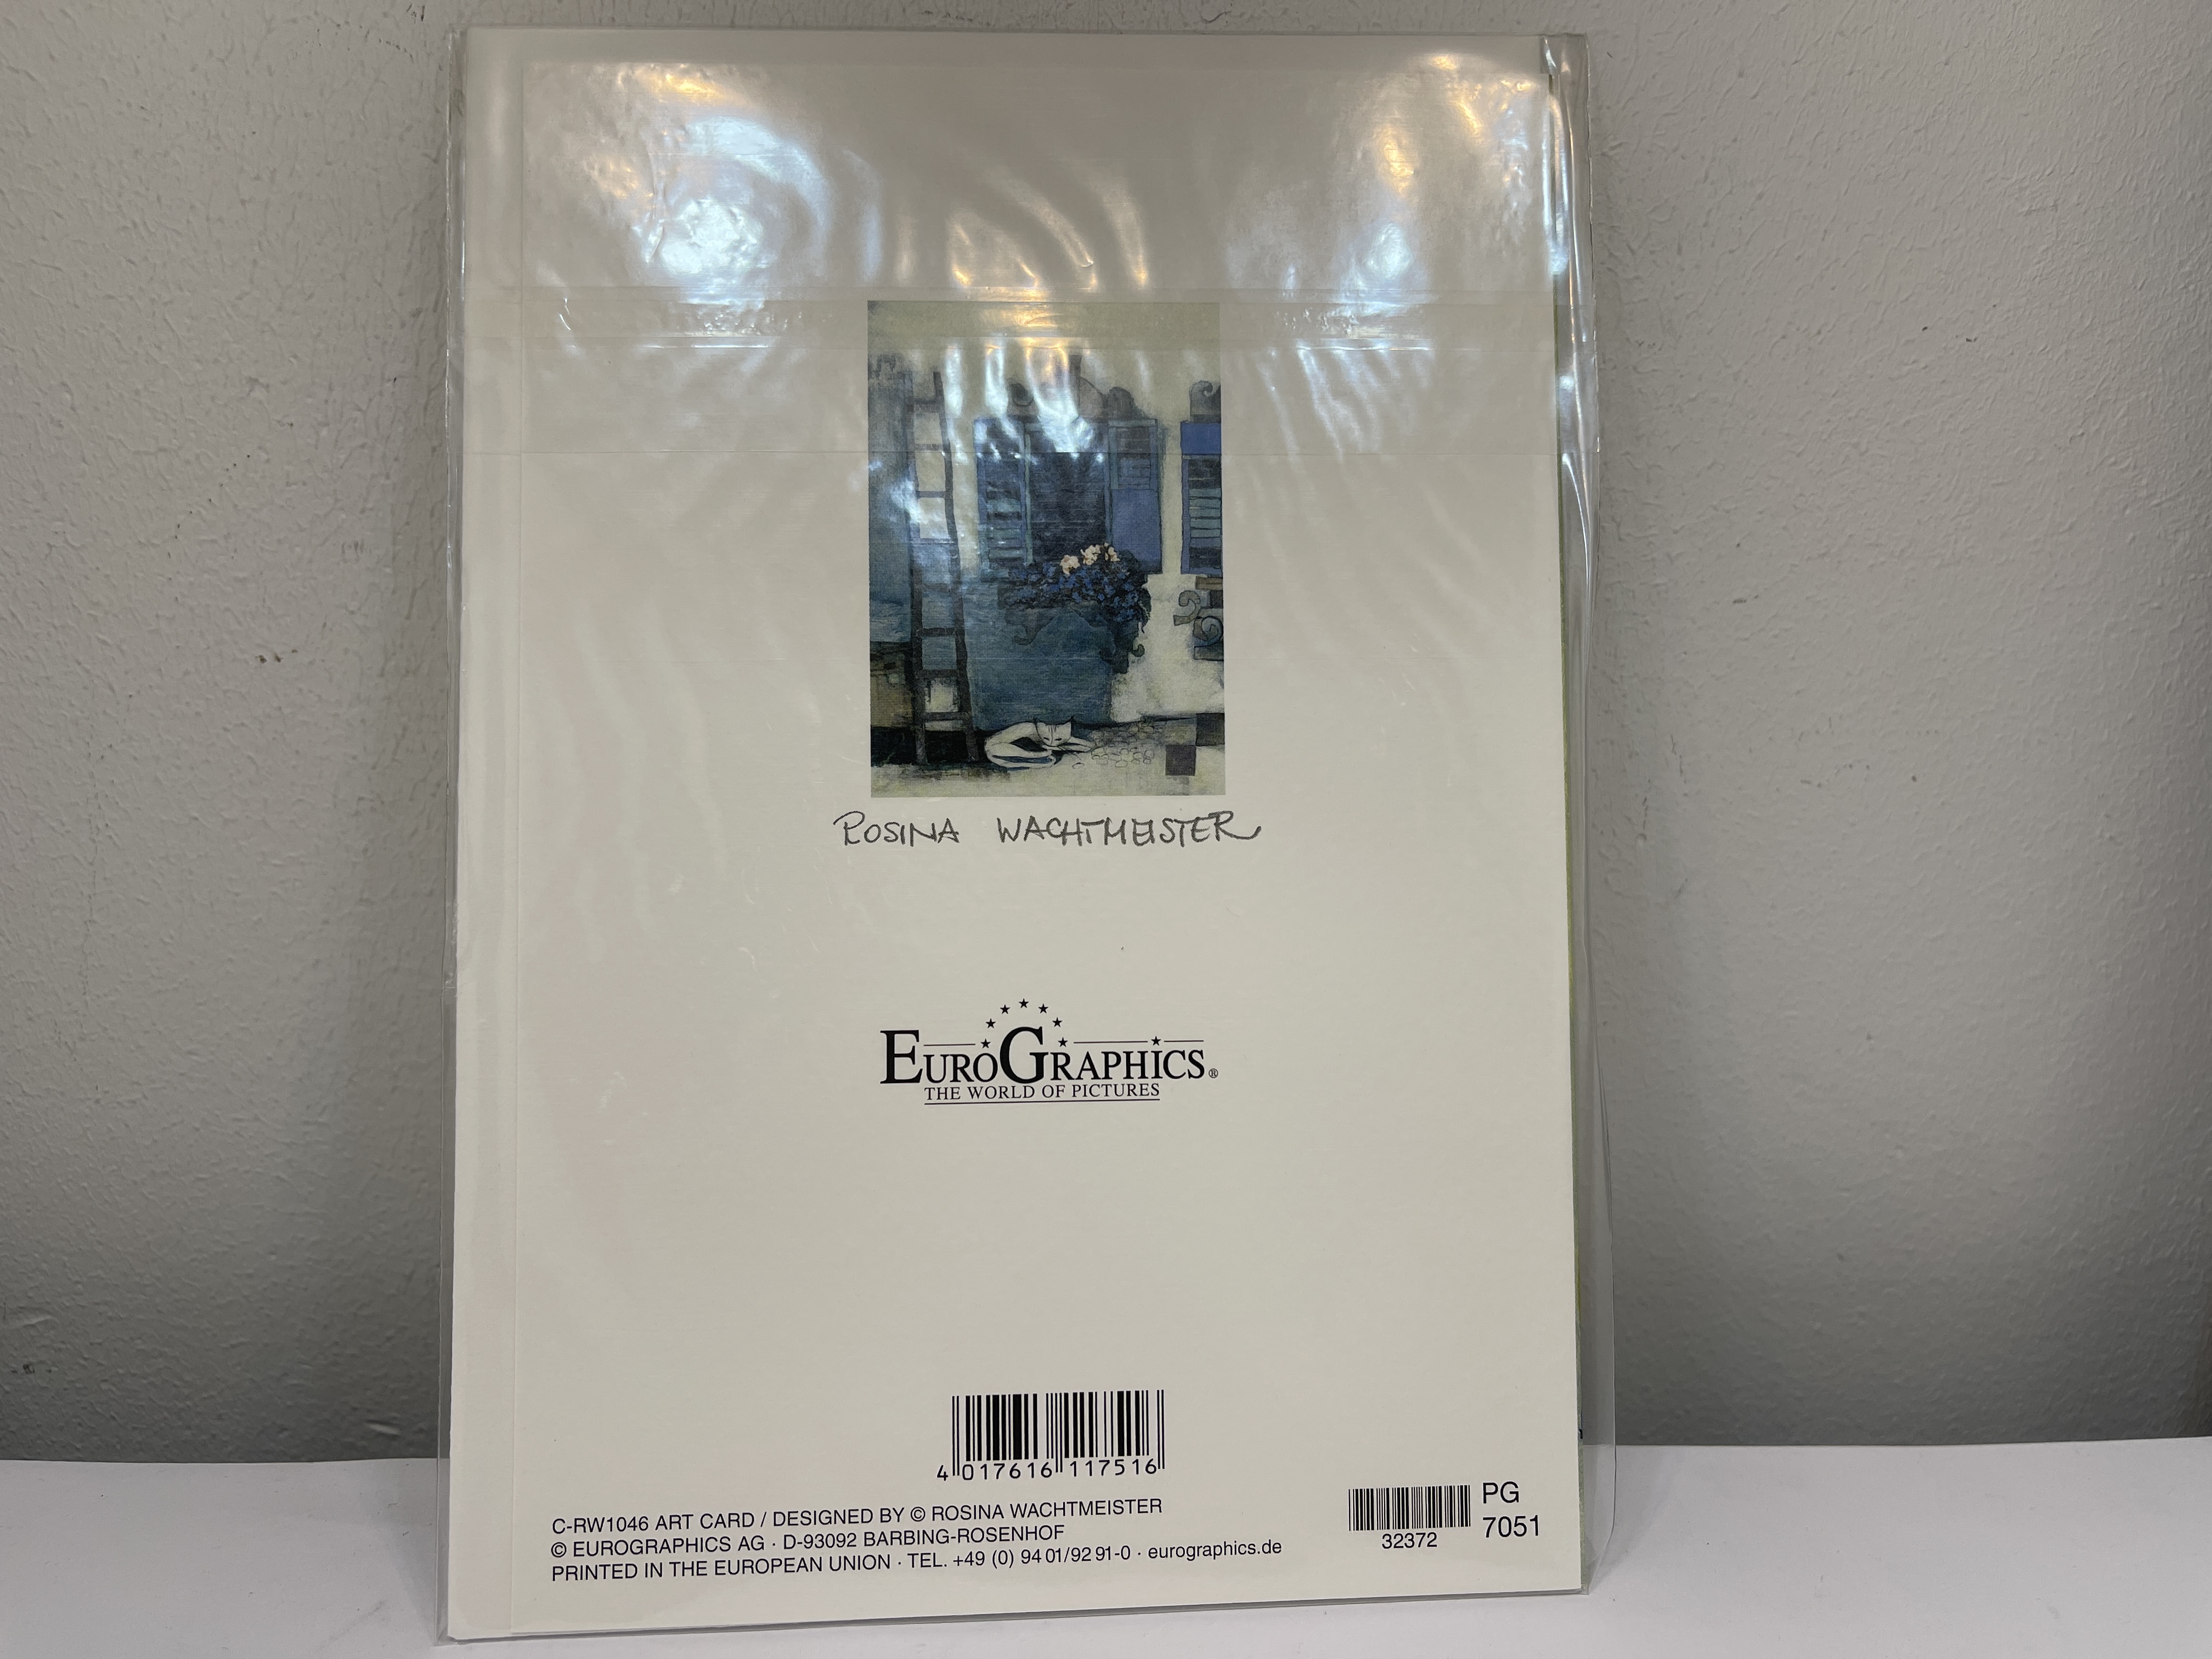 ROSINA WACHTMEISTER
EUROGRAPHICS®
THE WORLD OF PICTURES
4 017616 117516
C-RW1046 ART CARD / DESIGNED BY © ROSINA WACHTMEISTER
© EUROGRAPHICS AG · D-93092 BARBING-ROSENHOF
PRINTED IN THE EUROPEAN UNION · TEL. +49 (0) 94 01/92 91-0 · eurographics.de
32372
PG
7051